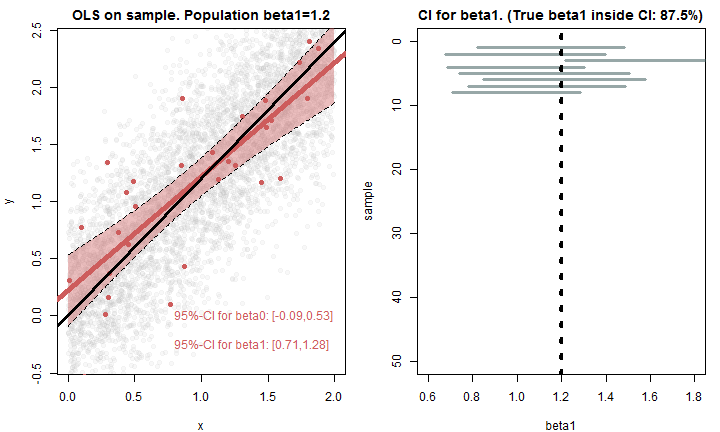 OLS on sample. Population beta1=1.2
2.5
2.0
1.5
1.0
0.5
0.0
-0.5
y
95%-CI for beta0: [-0.09,0.53]
95%-CI for beta1: [0.71,1.28]
0.0 0.5 1.0 1.5 2.0
x
CI for beta1. (True beta1 inside CI: 87.5%)
0
10
20
30
40
50
sample
0.6 0.8 1.0 1.2 1.4 1.6 1.8
beta1